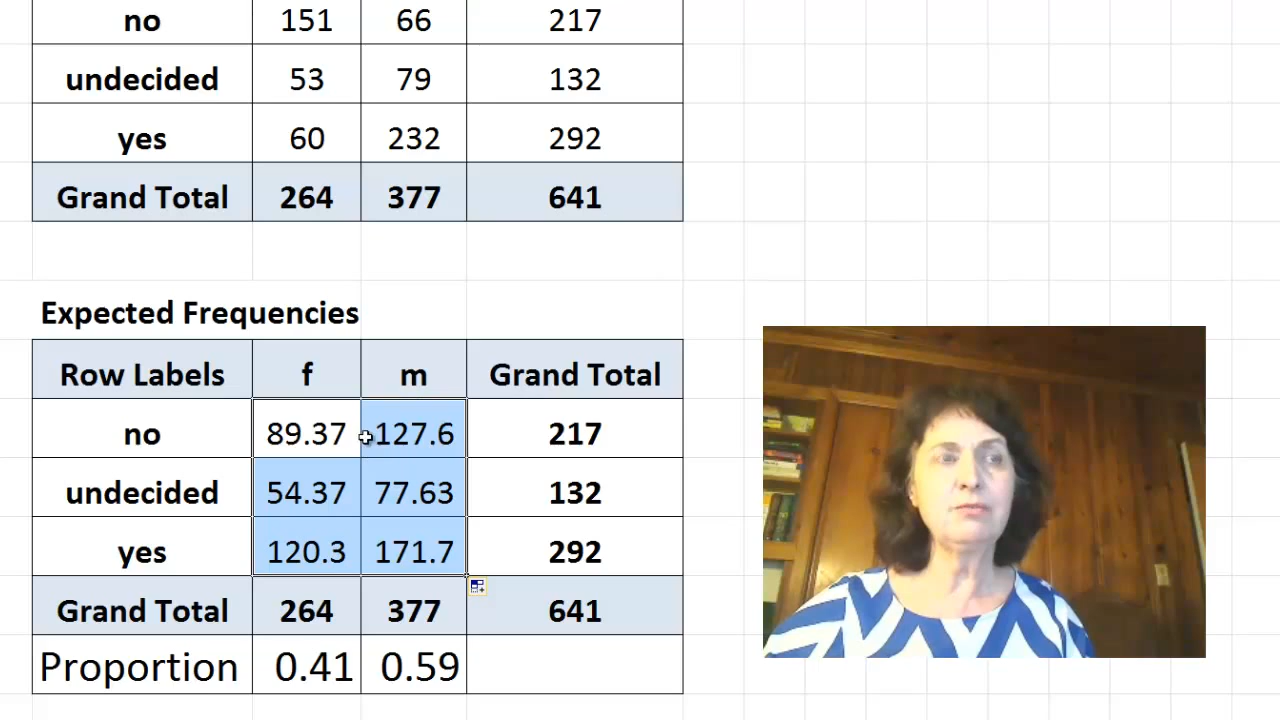 no 151 66 217
undecided 53 79 132
yes 60 232 292
Grand Total 264 377 641
Expected Frequencies
Row Labels f m Grand Total
no 89.37 127.6 217
undecided 54.37 77.63 132
yes 120.3 171.7 292
Grand Total 264 377 641
Proportion 0.41 0.59